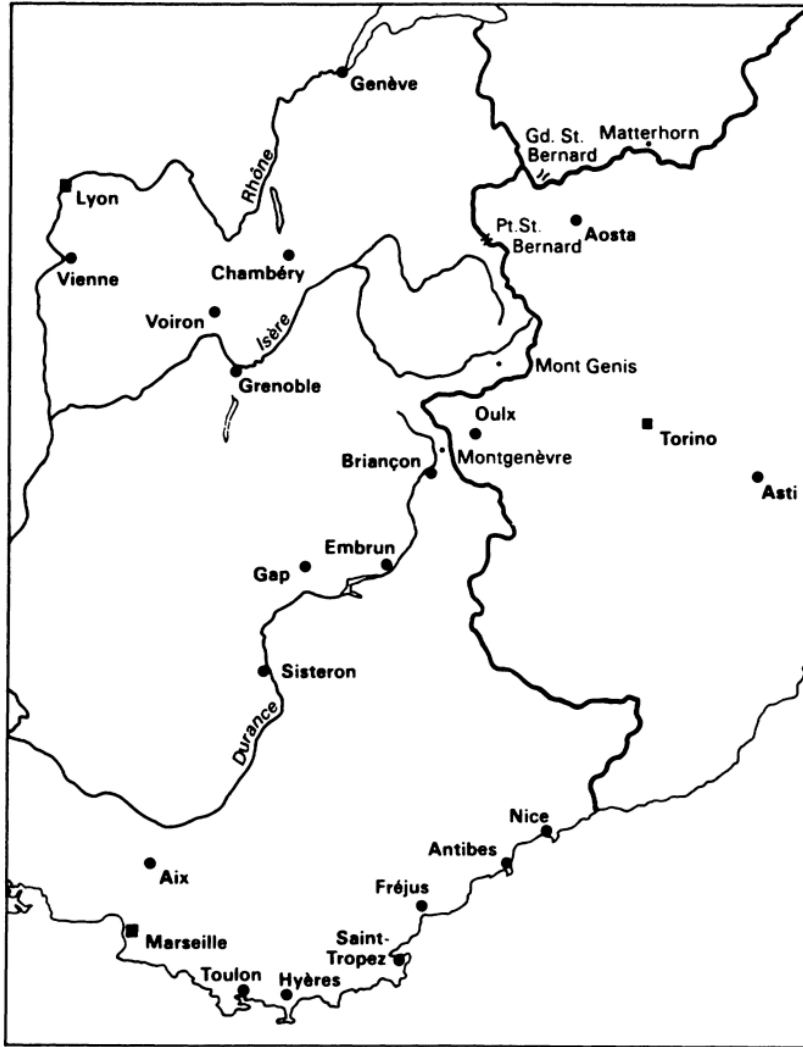 Genève
Gd. St.
Bernard
Matterhorn
Rhône
Lyon
Pt. St.
Bernard
Aosta
Vienne
Chambéry
Voiron
Isère
Grenoble
Mont Genis
Oulx
Torino
Montgenèvre
Briançon
Asti
Embrun
Gap
Sisteron
Durance
Nice
Antibes
Aix
Fréjus
Marseille
Saint-
Tropez
Toulon
Hyères